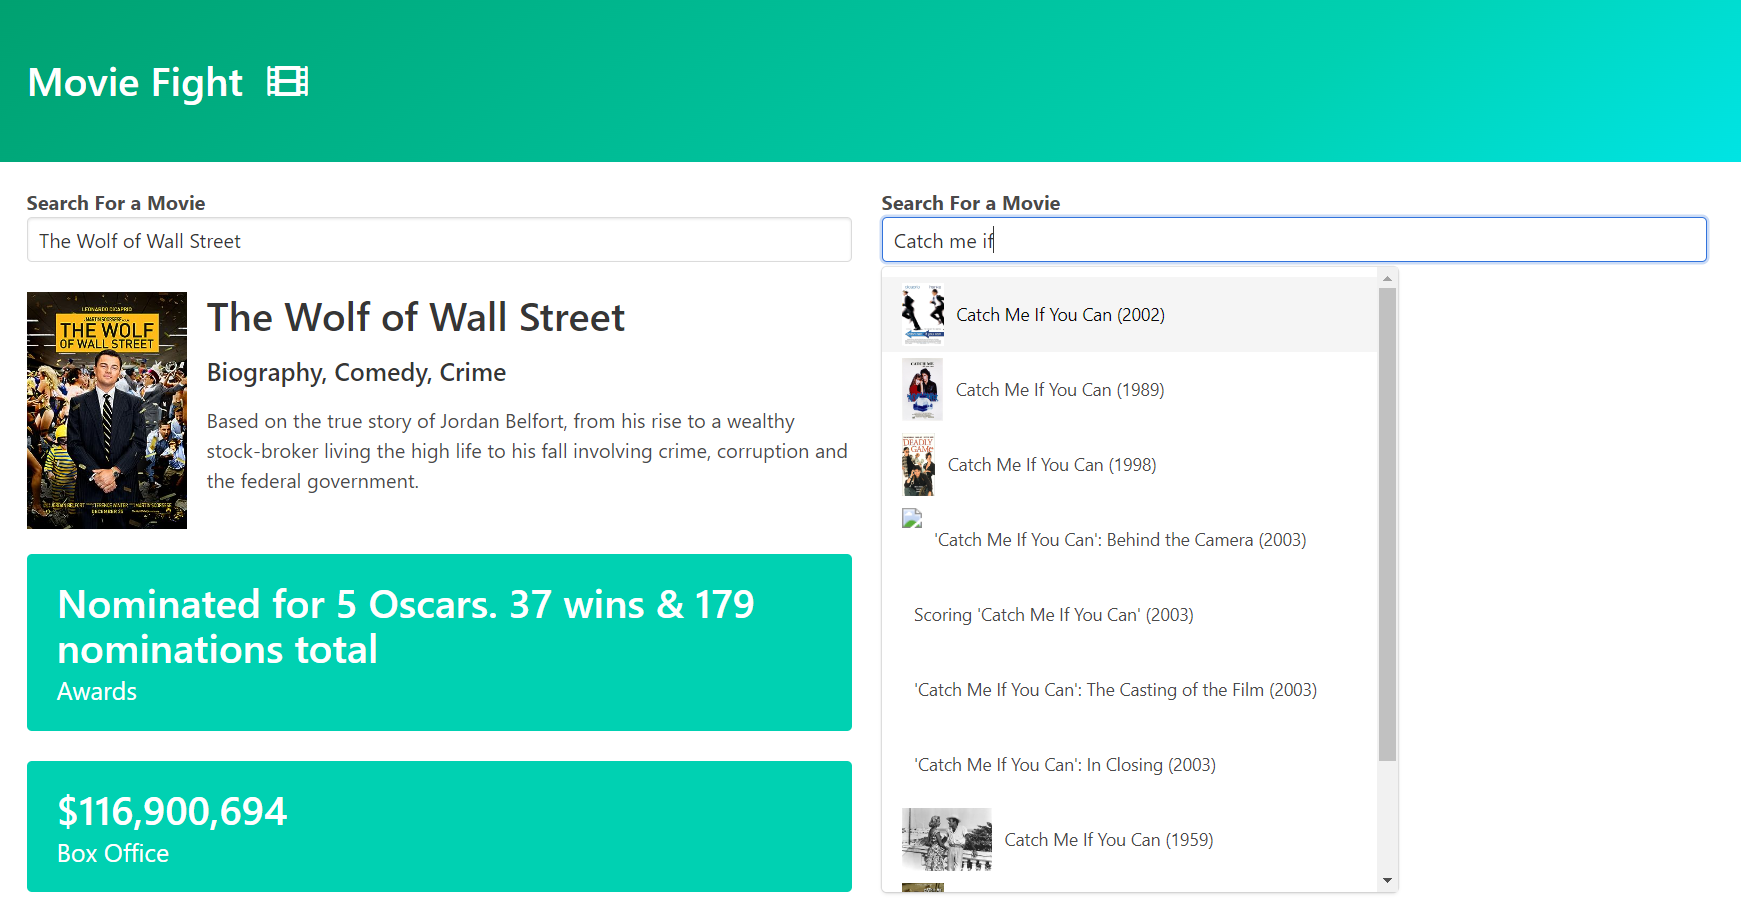 Movie Fight
Search For a Movie
The Wolf of Wall Street
LEONARDO DICAPRIO
THE WOLF
OF WALL STREET
The Wolf of Wall Street
Biography, Comedy, Crime
Based on the true story of Jordan Belfort, from his rise to a wealthy
stock-broker living the high life to his fall involving crime, corruption and
the federal government.
Nominated for 5 Oscars. 37 wins & 179
nominations total
Awards
$116,900,694
Box Office
Search For a Movie
Catch me if
Catch Me If You Can (2002)
Catch Me If You Can (1989)
DEADLY
GAME
Catch Me If You Can (1998)
'Catch Me If You Can': Behind the Camera (2003)
Scoring 'Catch Me If You Can' (2003)
'Catch Me If You Can': The Casting of the Film (2003)
'Catch Me If You Can': In Closing (2003)
Catch Me If You Can (1959)